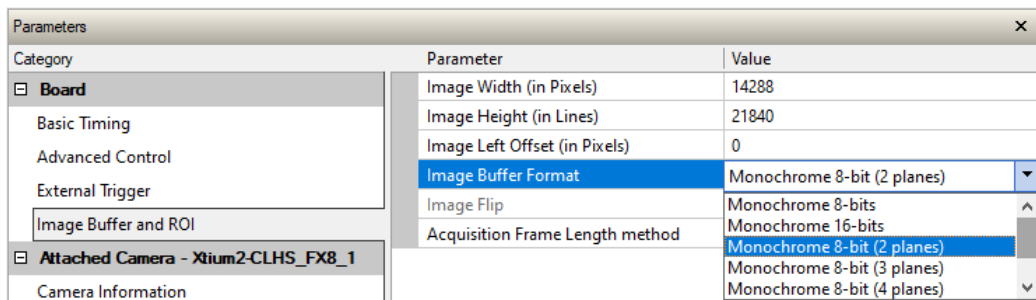 Parameters
Category Parameter Value
Board Image Width (in Pixels) 14288
Basic Timing Image Height (in Lines) 21840
Advanced Control Image Left Offset (in Pixels) 0
External Trigger Image Buffer Format Monochrome 8-bit (2 planes)
Image Buffer and ROI Image Flip Monochrome 8-bits
Monochrome 16-bits
Attached Camera - Xtium2-CLHS_FX8_1 Acquisition Frame Length method Monochrome 8-bit (2 planes)
Monochrome 8-bit (3 planes)
Camera Information Monochrome 8-bit (4 planes)